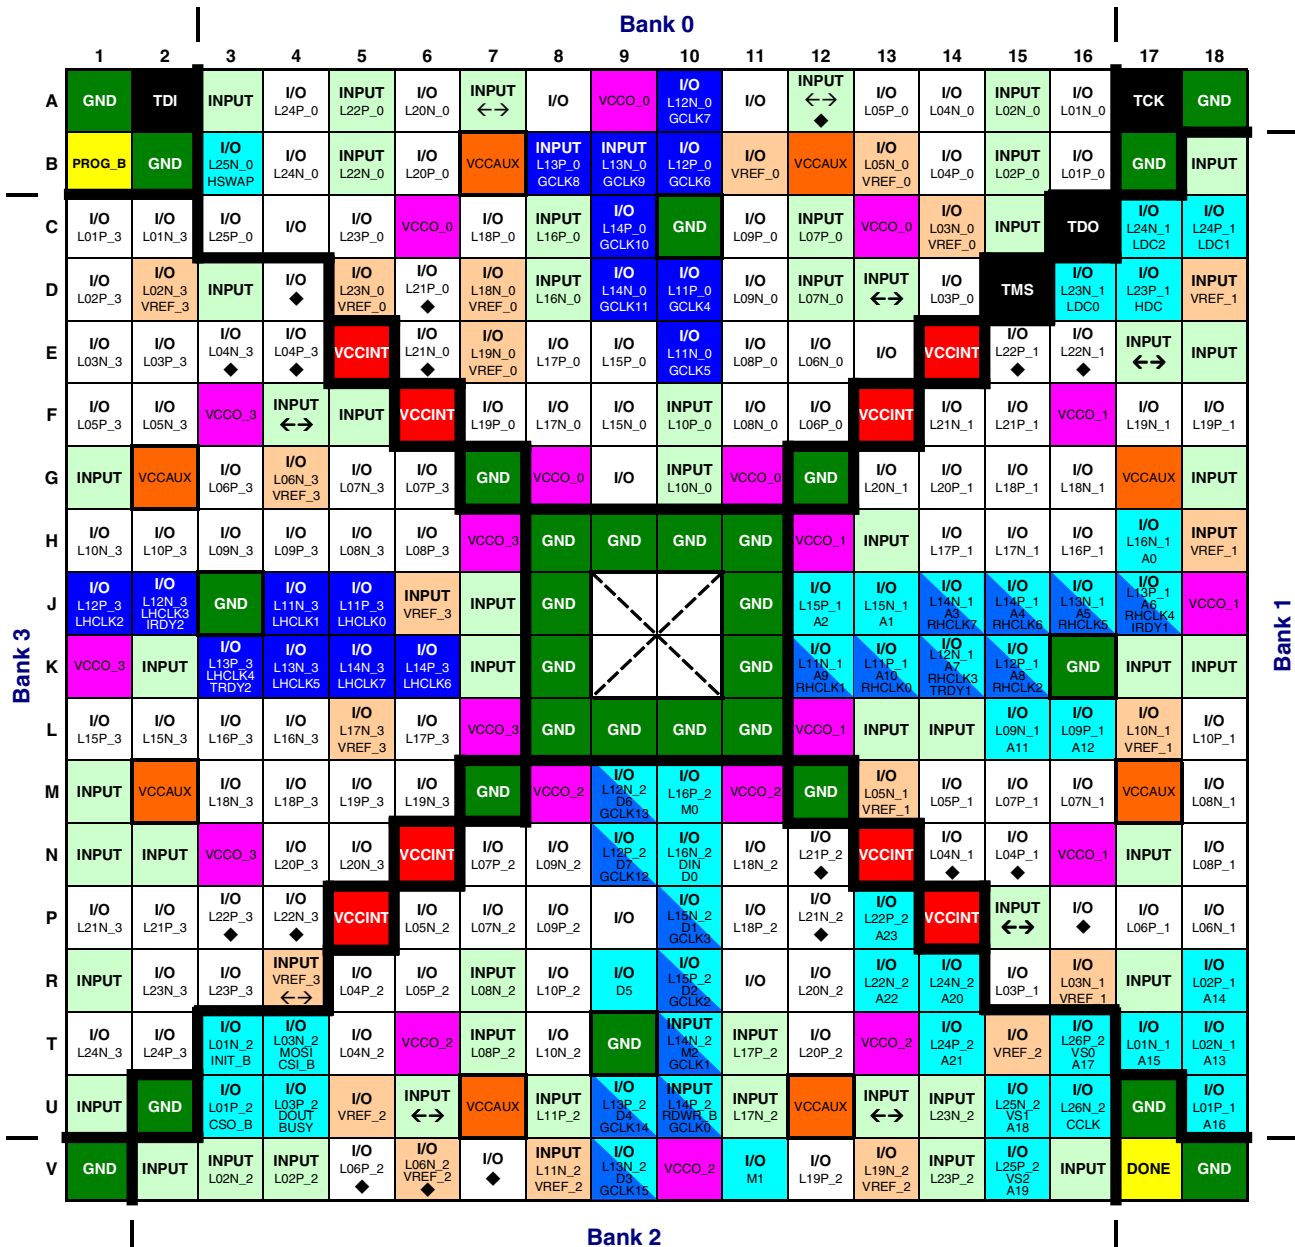 Bank 0
1 2 3 4 5 6 7 8 9 10 11 12 13 14 15 16 17 18
A GND TDI INPUT I/O L24P_0 INPUT L22P_0 I/O L20N_0 INPUT ←→ I/O VCCO_0 I/O L12N_0 GCLK7 I/O INPUT ←→ ◆ I/O L05P_0 I/O L04N_0 INPUT L02N_0 I/O L01N_0 TCK GND
B PROG_B GND I/O L25N_0 HSWAP I/O L24N_0 INPUT L22N_0 I/O L20P_0 VCCAUX INPUT L13P_0 GCLK8 INPUT L13N_0 GCLK9 I/O L12P_0 GCLK6 I/O VREF_0 VCCAUX I/O L05N_0 VREF_0 I/O L04P_0 INPUT L02P_0 I/O L01P_0 GND INPUT
C I/O L01P_3 I/O L01N_3 I/O L25P_0 I/O I/O L23P_0 VCCO_0 I/O L18P_0 INPUT L16P_0 I/O L14P_0 GCLK10 GND I/O L09P_0 INPUT L07P_0 VCCO_0 I/O L03N_0 VREF_0 INPUT TDO I/O L24N_1 LDC2 I/O L24P_1 LDC1
D I/O L02P_3 I/O L02N_3 VREF_3 INPUT I/O ◆ I/O L23N_0 VREF_0 I/O L21P_0 ◆ I/O L18N_0 VREF_0 INPUT L16N_0 I/O L14N_0 GCLK11 I/O L11P_0 GCLK4 I/O L09N_0 INPUT L07N_0 INPUT ←→ I/O L03P_0 TMS I/O L23N_1 LDC0 I/O L23P_1 HDC INPUT VREF_1
E I/O L03N_3 I/O L03P_3 I/O L04N_3 ◆ I/O L04P_3 ◆ VCCINT I/O L21N_0 ◆ I/O L19N_0 VREF_0 I/O L17P_0 I/O L15P_0 I/O L11N_0 GCLK5 I/O L08P_0 I/O L06N_0 I/O VCCINT I/O L22P_1 ◆ I/O L22N_1 ◆ INPUT ←→ INPUT
F I/O L05P_3 I/O L05N_3 VCCO_3 INPUT ←→ INPUT VCCINT I/O L19P_0 I/O L17N_0 I/O L15N_0 INPUT L10P_0 I/O L08N_0 I/O L06P_0 VCCINT I/O L21N_1 I/O L21P_1 VCCO_1 I/O L19N_1 I/O L19P_1
G INPUT VCCAUX I/O L06P_3 I/O L06N_3 VREF_3 I/O L07N_3 I/O L07P_3 GND VCCO_0 I/O INPUT L10N_0 VCCO_0 GND I/O L20N_1 I/O L20P_1 I/O L18P_1 I/O L18N_1 VCCAUX INPUT
H I/O L10N_3 I/O L10P_3 I/O L09N_3 I/O L09P_3 I/O L08N_3 I/O L08P_3 VCCO_3 GND GND GND GND VCCO_1 INPUT I/O L17P_1 I/O L17N_1 I/O L16P_1 I/O L16N_1 A0 INPUT VREF_1
J I/O L12P_3 LHCLK2 I/O L12N_3 LHCLK3 IRDY2 GND I/O L11N_3 LHCLK1 I/O L11P_3 LHCLK0 INPUT VREF_3 INPUT GND GND I/O L15P_1 A2 I/O L15N_1 A1 I/O L14N_1 A3 RHCLK7 I/O L14P_1 A4 RHCLK6 I/O L13N_1 A5 RHCLK5 I/O L13P_1 A6 RHCLK4 IRDY1 VCCO_1
K VCCO_3 INPUT I/O L13P_3 LHCLK4 TRDY2 I/O L13N_3 LHCLK5 I/O L14N_3 LHCLK7 I/O L14P_3 LHCLK6 INPUT GND GND I/O L11N_1 A9 RHCLK1 I/O L11P_1 A10 RHCLK0 I/O L12N_1 A7 RHCLK3 TRDY1 I/O L12P_1 A8 RHCLK2 GND INPUT INPUT
Bank 3
Bank 1
L I/O L15P_3 I/O L15N_3 I/O L16P_3 I/O L16N_3 I/O L17N_3 VREF_3 I/O L17P_3 VCCO_3 GND GND GND GND VCCO_1 INPUT INPUT I/O L09N_1 A11 I/O L09P_1 A12 I/O L10N_1 VREF_1 I/O L10P_1
M INPUT VCCAUX I/O L18N_3 I/O L18P_3 I/O L19P_3 I/O L19N_3 GND VCCO_2 I/O L12N_2 D6 GCLK13 I/O L16P_2 M0 VCCO_2 GND I/O L05N_1 VREF_1 I/O L05P_1 I/O L07P_1 I/O L07N_1 VCCAUX I/O L08N_1
N INPUT INPUT VCCO_3 I/O L20P_3 I/O L20N_3 VCCINT I/O L07P_2 I/O L09N_2 I/O L12P_2 D7 GCLK12 I/O L16N_2 DIN D0 I/O L18N_2 I/O L21P_2 ◆ VCCINT I/O L04N_1 ◆ I/O L04P_1 ◆ VCCO_1 INPUT I/O L08P_1
P I/O L21N_3 I/O L21P_3 I/O L22P_3 ◆ I/O L22N_3 ◆ VCCINT I/O L05N_2 I/O L07N_2 I/O L09P_2 I/O I/O L15N_2 D1 GCLK3 I/O L18P_2 I/O L21N_2 ◆ I/O L22P_2 A23 VCCINT INPUT ←→ I/O ◆ I/O L06P_1 I/O L06N_1
R INPUT I/O L23N_3 I/O L23P_3 INPUT VREF_3 ←→ I/O L04P_2 I/O L05P_2 INPUT L08N_2 I/O L10P_2 I/O D5 I/O L15P_2 D2 GCLK2 I/O I/O L20N_2 I/O L22N_2 A22 I/O L24N_2 A20 I/O L03P_1 I/O L03N_1 VREF_1 INPUT I/O L02P_1 A14
T I/O L24N_3 I/O L24P_3 I/O L01N_2 INIT_B I/O L03N_2 MOSI CSI_B I/O L04N_2 VCCO_2 INPUT L08P_2 I/O L10N_2 GND INPUT L14N_2 M2 GCLK1 INPUT L17P_2 I/O L20P_2 VCCO_2 I/O L24P_2 A21 I/O VREF_2 I/O L26P_2 VS0 A17 I/O L01N_1 A15 I/O L02N_1 A13
U INPUT GND I/O L01P_2 CSO_B I/O L03P_2 DOUT BUSY I/O VREF_2 INPUT ←→ VCCAUX INPUT L11P_2 I/O L13P_2 D4 GCLK14 INPUT L14P_2 RDWR_B GCLK0 INPUT L17N_2 VCCAUX INPUT ←→ INPUT L23N_2 I/O L25N_2 VS1 A18 I/O L26N_2 CCLK GND I/O L01P_1 A16
V GND INPUT INPUT L02N_2 INPUT L02P_2 I/O L06P_2 ◆ I/O L06N_2 VREF_2 ◆ I/O ◆ INPUT L11N_2 VREF_2 I/O L13N_2 D3 GCLK15 VCCO_2 I/O M1 I/O L19P_2 I/O L19N_2 VREF_2 INPUT L23P_2 I/O L25P_2 VS2 A19 INPUT DONE GND
Bank 2